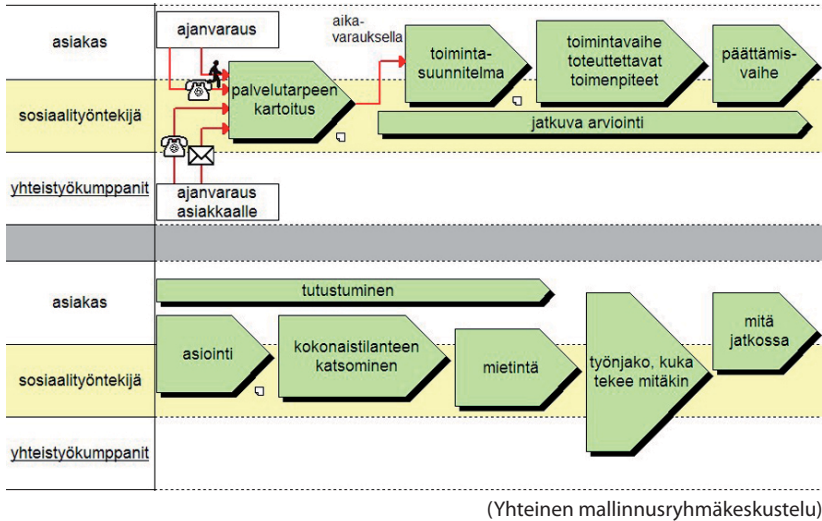 asiakas
ajanvaraus
aika-
varauksella
toiminta-
suunnitelma
toimintavaihe
toteuttettavat
toimenpiteet
päättämis-
vaihe
sosiaalityöntekijä
palvelutarpeen
kartoitus
jatkuva arviointi
yhteistyökumppanit
ajanvaraus
asiakkaalle
asiakas
tutustuminen
asiointi
kokonaistilanteen
katsominen
mietintä
työnjako, kuka
tekee mitäkin
mitä
jatkossa
sosiaalityöntekijä
yhteistyökumppanit
(Yhteinen mallinnusryhmäkeskustelu)